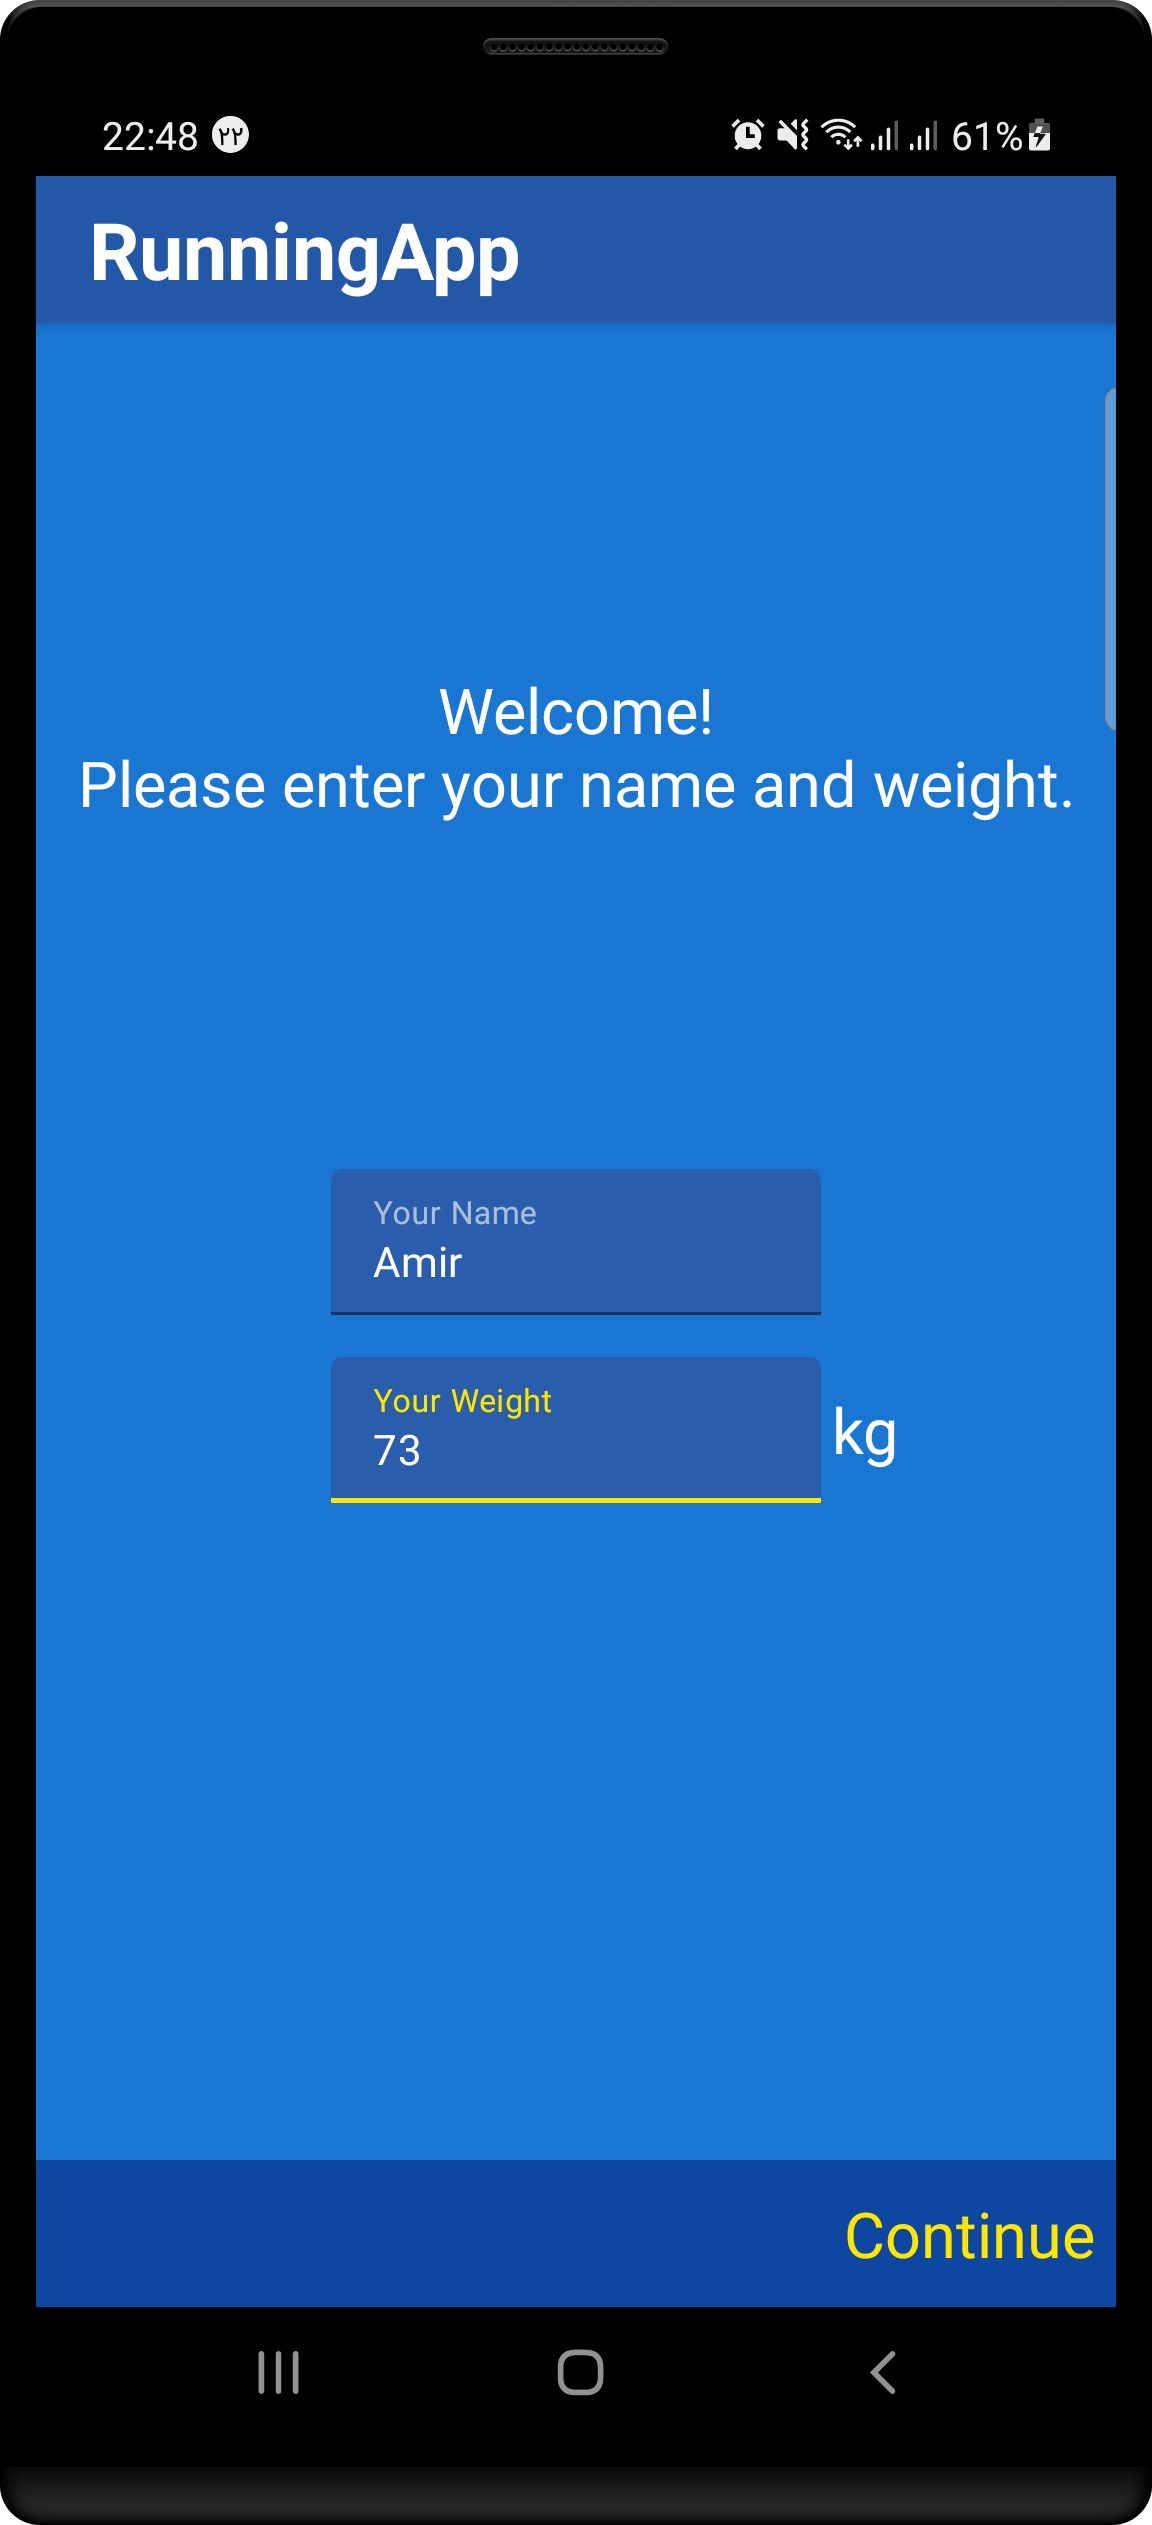 22:48 ۲۲ 61%
RunningApp
Welcome!
Please enter your name and weight.
Your Name
Amir
Your Weight
73
kg
Continue